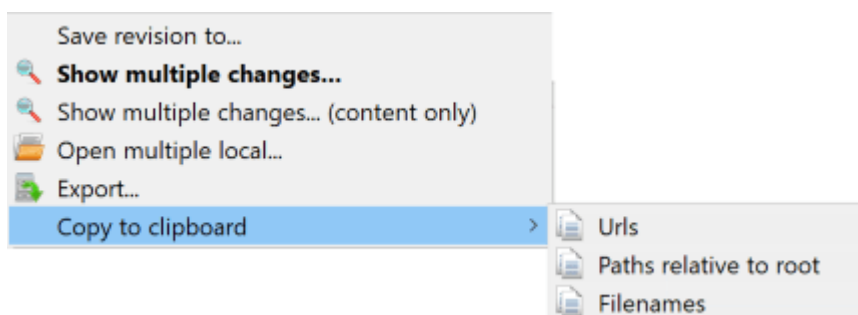 Save revision to...
Show multiple changes...
Show multiple changes... (content only)
Open multiple local...
Export...
Copy to clipboard
Urls
Paths relative to root
Filenames